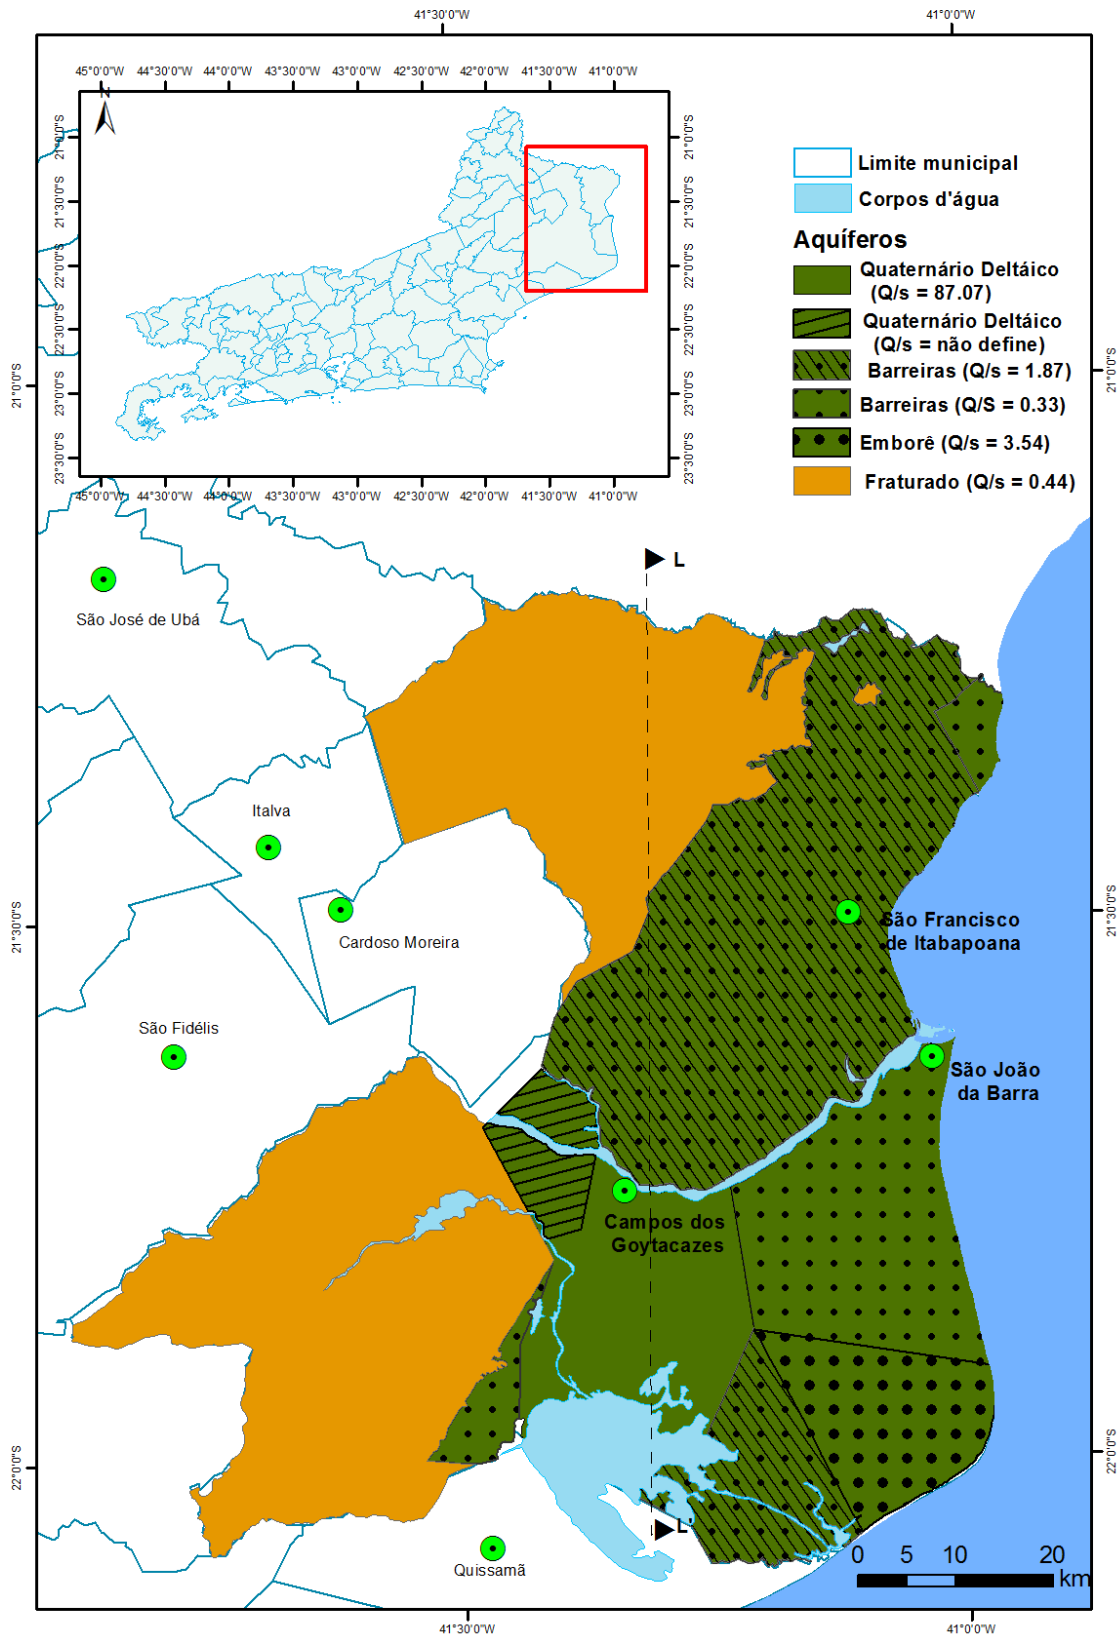 41°30'0"W
41°0'0"W
45°0'0"W
44°30'0"W
44°0'0"W
43°30'0"W
43°0'0"W
42°30'0"W
42°0'0"W
41°30'0"W
41°0'0"W
N
21°0'0"S
21°30'0"S
22°0'0"S
22°30'0"S
23°0'0"S
23°30'0"S
21°0'0"S
21°30'0"S
22°0'0"S
22°30'0"S
23°0'0"S
23°30'0"S
45°0'0"W
44°30'0"W
44°0'0"W
43°30'0"W
43°0'0"W
42°30'0"W
42°0'0"W
41°30'0"W
41°0'0"W
Limite municipal
Corpos d'água
Aquíferos
Quaternário Deltáico
(Q/s = 87.07)
Quaternário Deltáico
(Q/s = não define)
Barreiras (Q/s = 1.87)
Barreiras (Q/S = 0.33)
Emborê (Q/s = 3.54)
Fraturado (Q/s = 0.44)
21°0'0"S
21°0'0"S
L
São José de Ubá
Italva
Cardoso Moreira
São Francisco
de Itabapoana
21°30'0"S
21°30'0"S
São Fidélis
São João
da Barra
Campos dos
Goytacazes
22°0'0"S
22°0'0"S
L'
Quissamã
0 5 10 20
km
41°30'0"W
41°0'0"W